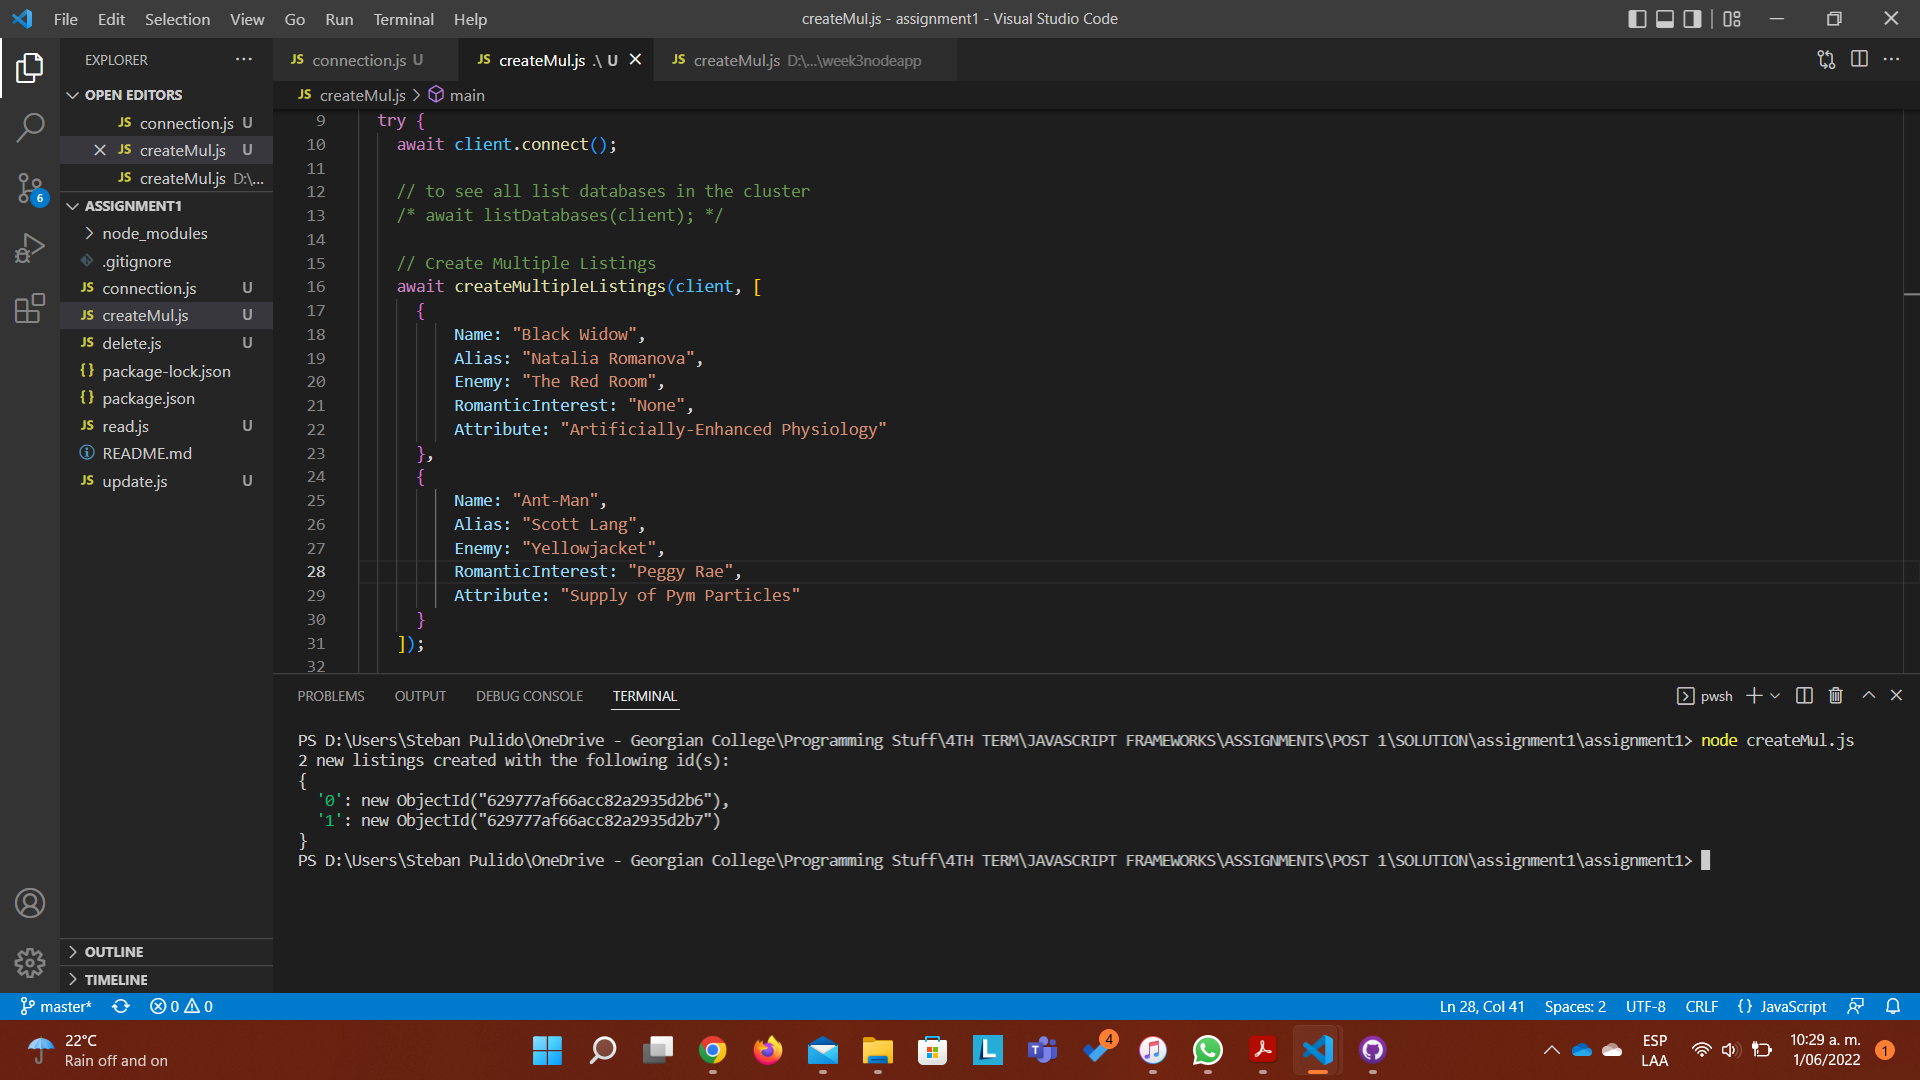 File Edit Selection View Go Run Terminal Help
createMul.js - assignment1 - Visual Studio Code
EXPLORER
JS connection.js U
JS createMul.js .\ U
JS createMul.js D:\...\week3nodeapp
OPEN EDITORS
JS connection.js U
JS createMul.js U
JS createMul.js D:\...
ASSIGNMENT1
node_modules
.gitignore
JS connection.js U
JS createMul.js U
JS delete.js U
{} package-lock.json
{} package.json
JS read.js U
README.md
JS update.js U
OUTLINE
TIMELINE
6
JS createMul.js > main
9 try {
10 await client.connect();
11
12 // to see all list databases in the cluster
13 /* await listDatabases(client); */
14
15 // Create Multiple Listings
16 await createMultipleListings(client, [
17 {
18 Name: "Black Widow",
19 Alias: "Natalia Romanova",
20 Enemy: "The Red Room",
21 RomanticInterest: "None",
22 Attribute: "Artificially-Enhanced Physiology"
23 },
24 {
25 Name: "Ant-Man",
26 Alias: "Scott Lang",
27 Enemy: "Yellowjacket",
28 RomanticInterest: "Peggy Rae",
29 Attribute: "Supply of Pym Particles"
30 }
31 ]);
32
PROBLEMS OUTPUT DEBUG CONSOLE TERMINAL
pwsh
PS D:\Users\Steban Pulido\OneDrive - Georgian College\Programming Stuff\4TH TERM\JAVASCRIPT FRAMEWORKS\ASSIGNMENTS\POST 1\SOLUTION\assignment1\assignment1> node createMul.js
2 new listings created with the following id(s):
{
'0': new ObjectId("629777af66acc82a2935d2b6"),
'1': new ObjectId("629777af66acc82a2935d2b7")
}
PS D:\Users\Steban Pulido\OneDrive - Georgian College\Programming Stuff\4TH TERM\JAVASCRIPT FRAMEWORKS\ASSIGNMENTS\POST 1\SOLUTION\assignment1\assignment1>
master* 0 0
Ln 28, Col 41 Spaces: 2 UTF-8 CRLF {} JavaScript
22°C
Rain off and on
L
4
ESP
LAA
10:29 a. m.
1/06/2022
1